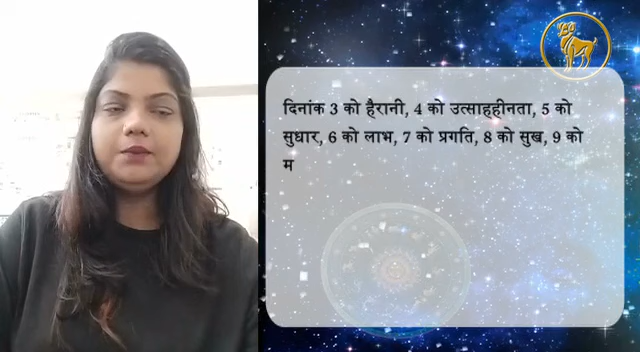 दिनांक 3 को हैरानी, 4 को उत्साहहीनता, 5 को
सुधार, 6 को लाभ, 7 को प्रगति, 8 को सुख, 9 को
म